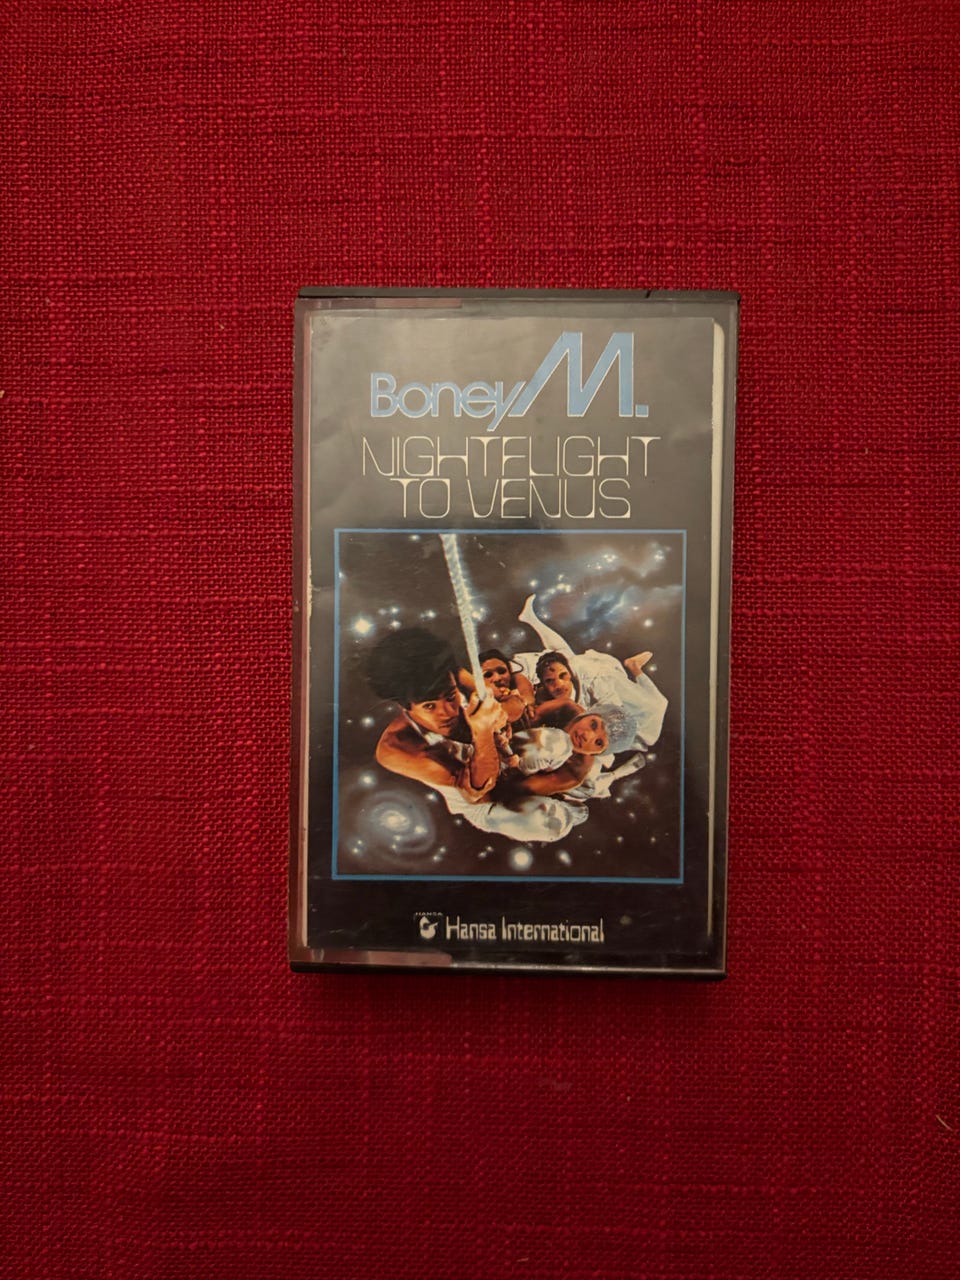 Boney M.
NIGHTFLIGHT
TO VENUS
HANSA
Hansa International